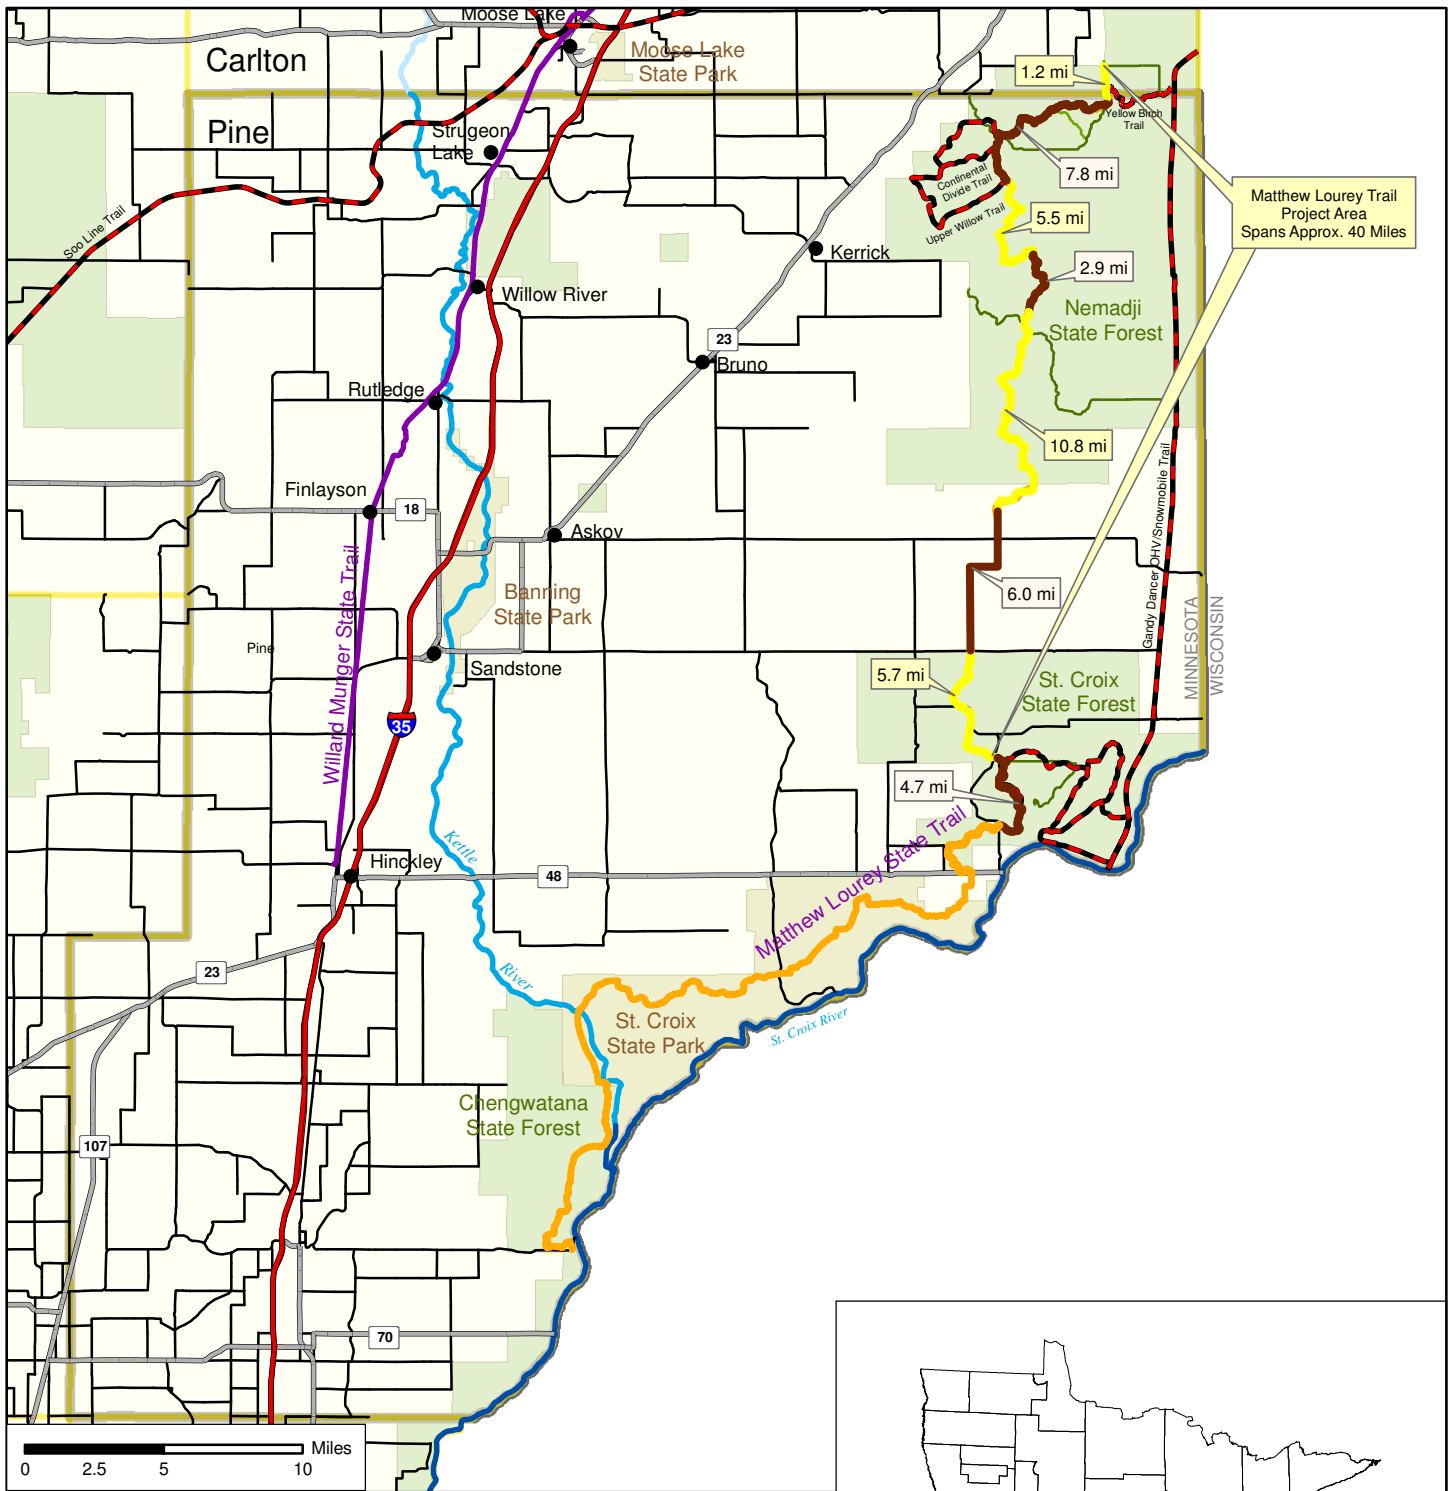 Moose Lake
Carlton
Moose Lake
State Park
1.2 mi
Pine
Strugeon
Lake
Yellow Birch
Trail
7.8 mi
Continental
Divide Trail
Matthew Lourey Trail
Project Area
Spans Approx. 40 Miles
Soo Line Trail
5.5 mi
Upper Willow Trail
Kerrick
2.9 mi
Willow River
Nemadji
State Forest
23
Bruno
Rutledge
10.8 mi
Finlayson
18
Askov
Gandy Dancer OHV/Snowmobile Trail
Willard Munger State Trail
Banning
State Park
6.0 mi
MINNESOTA
WISCONSIN
Pine
Sandstone
5.7 mi
St. Croix
State Forest
35
4.7 mi
Kettle
Matthew Lourey State Trail
Hinckley
48
23
River
St. Croix
State Park
St. Croix River
Chengwatana
State Forest
107
70
Miles
0 2.5 5 10